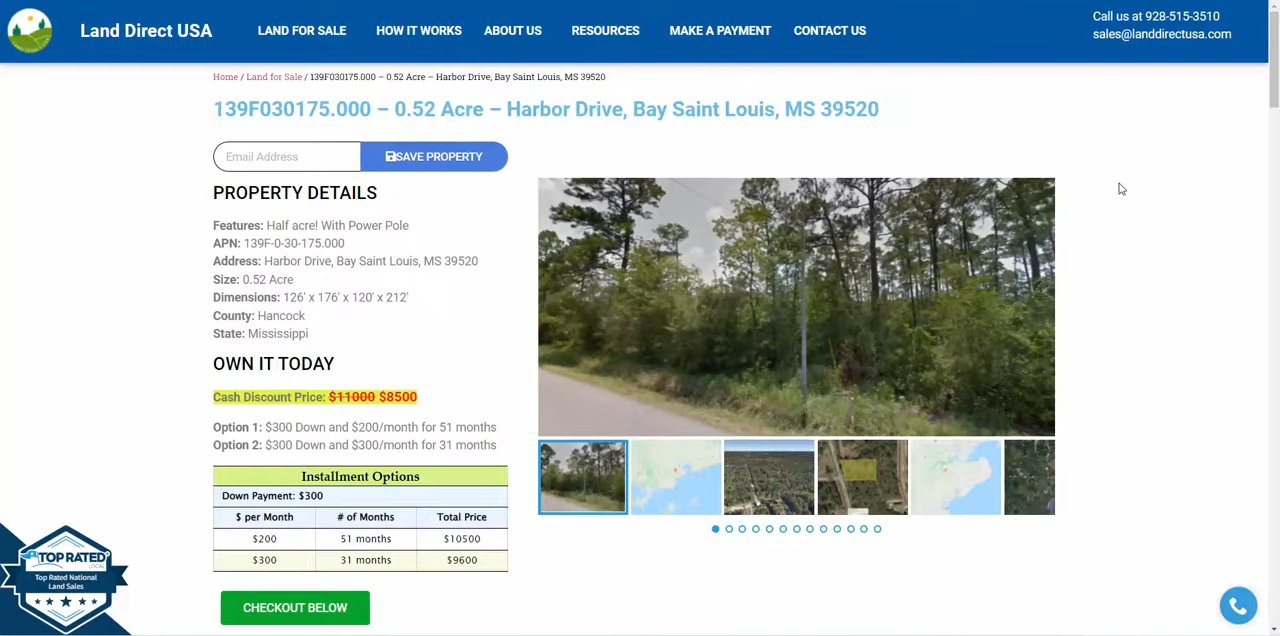 Land Direct USA
LAND FOR SALE
HOW IT WORKS
ABOUT US
RESOURCES
MAKE A PAYMENT
CONTACT US
Call us at 928-515-3510
sales@landdirectusa.com
Home / Land for Sale / 139F030175.000 – 0.52 Acre – Harbor Drive, Bay Saint Louis, MS 39520
139F030175.000 – 0.52 Acre – Harbor Drive, Bay Saint Louis, MS 39520
Email Address
SAVE PROPERTY
PROPERTY DETAILS
Features: Half acre! With Power Pole
APN: 139F-0-30-175.000
Address: Harbor Drive, Bay Saint Louis, MS 39520
Size: 0.52 Acre
Dimensions: 126' x 176' x 120' x 212'
County: Hancock
State: Mississippi
OWN IT TODAY
Cash Discount Price: $11000 $8500
Option 1: $300 Down and $200/month for 51 months
Option 2: $300 Down and $300/month for 31 months
Installment Options
Down Payment: $300
$ per Month # of Months Total Price
$200 51 months $10500
$300 31 months $9600
CHECKOUT BELOW
TOP RATED
LOCAL
Top Rated National
Land Sales